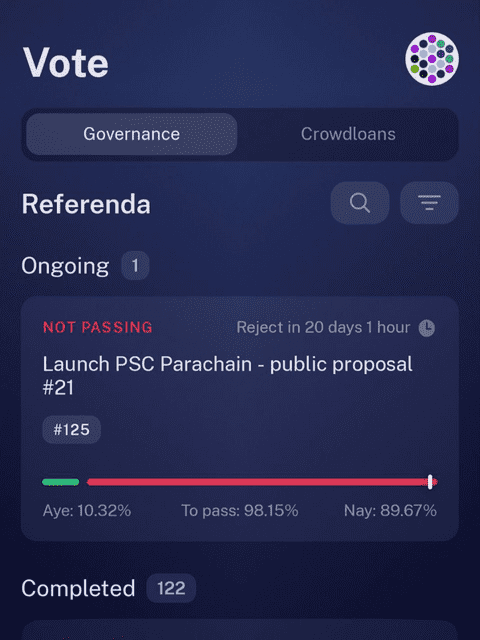 Vote
Governance
Crowdloans
Referenda
Ongoing 1
NOT PASSING
Reject in 20 days 1 hour
Launch PSC Parachain - public proposal
#21
#125
Aye: 10.32%
To pass: 98.15%
Nay: 89.67%
Completed 122